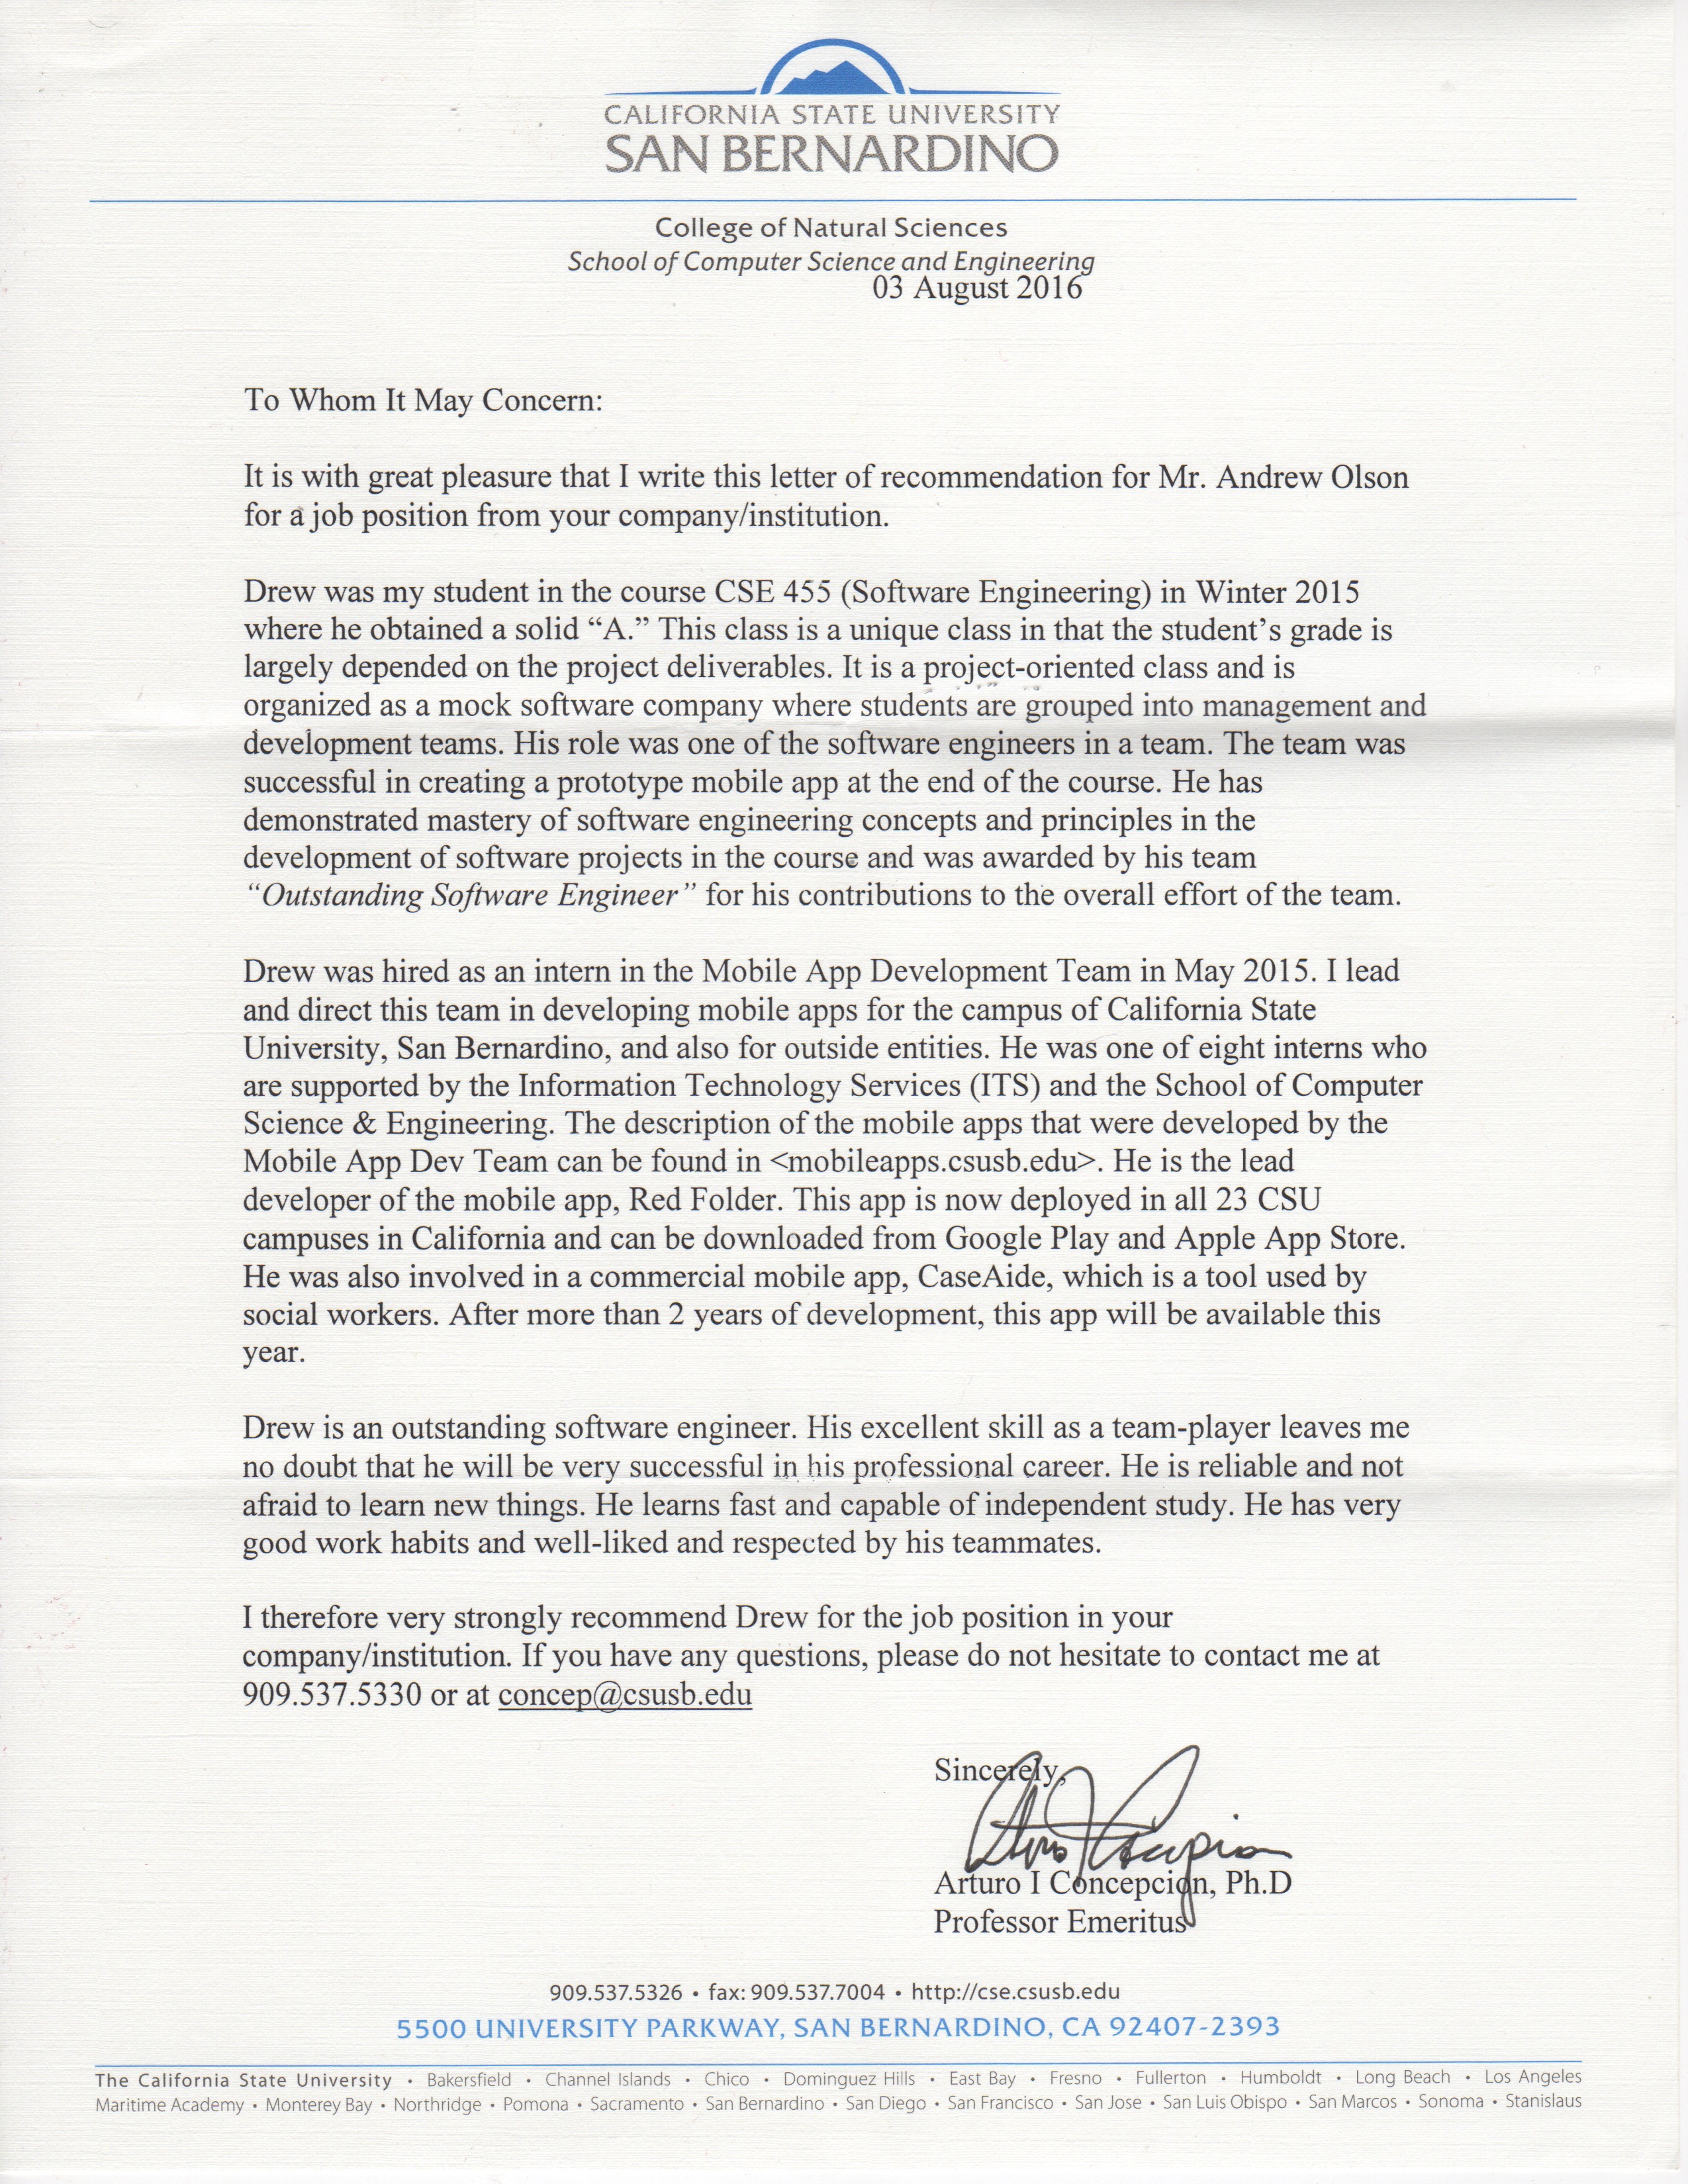 CALIFORNIA STATE UNIVERSITY
SAN BERNARDINO
College of Natural Sciences
School of Computer Science and Engineering
03 August 2016
To Whom It May Concern:
It is with great pleasure that I write this letter of recommendation for Mr. Andrew Olson
for a job position from your company/institution.
Drew was my student in the course CSE 455 (Software Engineering) in Winter 2015
where he obtained a solid “A.” This class is a unique class in that the student’s grade is
largely depended on the project deliverables. It is a project-oriented class and is
organized as a mock software company where students are grouped into management and
development teams. His role was one of the software engineers in a team. The team was
successful in creating a prototype mobile app at the end of the course. He has
demonstrated mastery of software engineering concepts and principles in the
development of software projects in the course and was awarded by his team
“Outstanding Software Engineer” for his contributions to the overall effort of the team.
Drew was hired as an intern in the Mobile App Development Team in May 2015. I lead
and direct this team in developing mobile apps for the campus of California State
University, San Bernardino, and also for outside entities. He was one of eight interns who
are supported by the Information Technology Services (ITS) and the School of Computer
Science & Engineering. The description of the mobile apps that were developed by the
Mobile App Dev Team can be found in <mobileapps.csusb.edu>. He is the lead
developer of the mobile app, Red Folder. This app is now deployed in all 23 CSU
campuses in California and can be downloaded from Google Play and Apple App Store.
He was also involved in a commercial mobile app, CaseAide, which is a tool used by
social workers. After more than 2 years of development, this app will be available this
year.
Drew is an outstanding software engineer. His excellent skill as a team-player leaves me
no doubt that he will be very successful in his professional career. He is reliable and not
afraid to learn new things. He learns fast and capable of independent study. He has very
good work habits and well-liked and respected by his teammates.
I therefore very strongly recommend Drew for the job position in your
company/institution. If you have any questions, please do not hesitate to contact me at
909.537.5330 or at concep@csusb.edu
Sincerely,
Arturo I Concepcion, Ph.D
Professor Emeritus
909.537.5326 • fax: 909.537.7004 • http://cse.csusb.edu
5500 UNIVERSITY PARKWAY, SAN BERNARDINO, CA 92407-2393
The California State University • Bakersfield • Channel Islands • Chico • Dominguez Hills • East Bay • Fresno • Fullerton • Humboldt • Long Beach • Los Angeles
Maritime Academy • Monterey Bay • Northridge • Pomona • Sacramento • San Bernardino • San Diego • San Francisco • San Jose • San Luis Obispo • San Marcos • Sonoma • Stanislaus